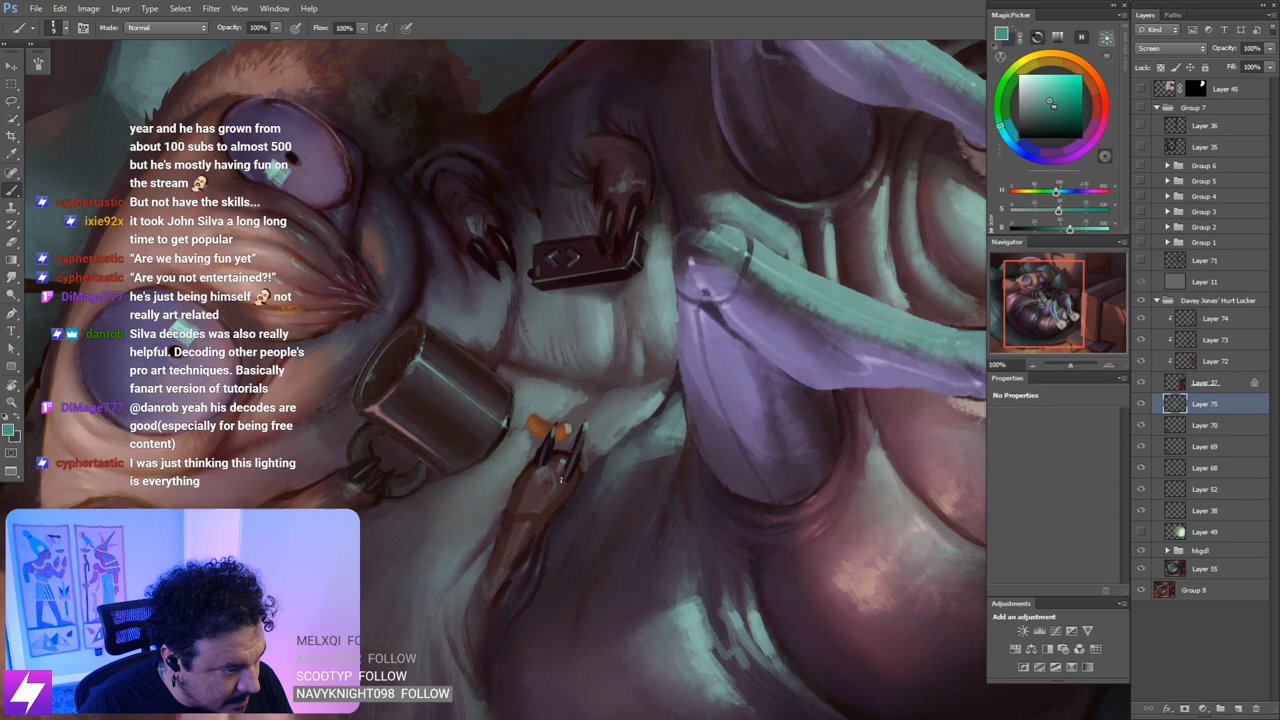 Ps File Edit Image Layer Type Select Filter View Window Help
9 Mode: Normal Opacity: 100% Flow: 100%
year and he has grown from
about 100 subs to almost 500
but he's mostly having fun on
the stream
cyphertastic But not have the skills...
ixie92x it took John Silva a long long
time to get popular
cyphertastic “Are we having fun yet”
cyphertastic “Are you not entertained?!”
DiMage777 he's just being himself not
really art related
danrob Silva decodes was also really
helpful. Decoding other people's
pro art techniques. Basically
fanart version of tutorials
DiMage777 @danrob yeah his decodes are
good(especially for being free
content)
cyphertastic I was just thinking this lighting
is everything
MELXQI FOLLOW
FOLLOW
SCOOTYP FOLLOW
NAVYKNIGHT098 FOLLOW
MagicPicker
H
H
S
B
Navigator
100%
Properties
No Properties
Adjustments
Add an adjustment
Layers Paths
Kind
Screen Opacity: 100%
Lock: Fill: 100%
Layer 45
Group 7
Layer 36
Layer 35
Group 6
Group 5
Group 4
Group 3
Group 2
Group 1
Layer 71
Layer 11
Davey Jones' Hurt Locker
Layer 74
Layer 73
Layer 72
Layer 37
Layer 75
Layer 70
Layer 69
Layer 68
Layer 52
Layer 38
Layer 49
hkgdl
Layer 55
Group 8
fx